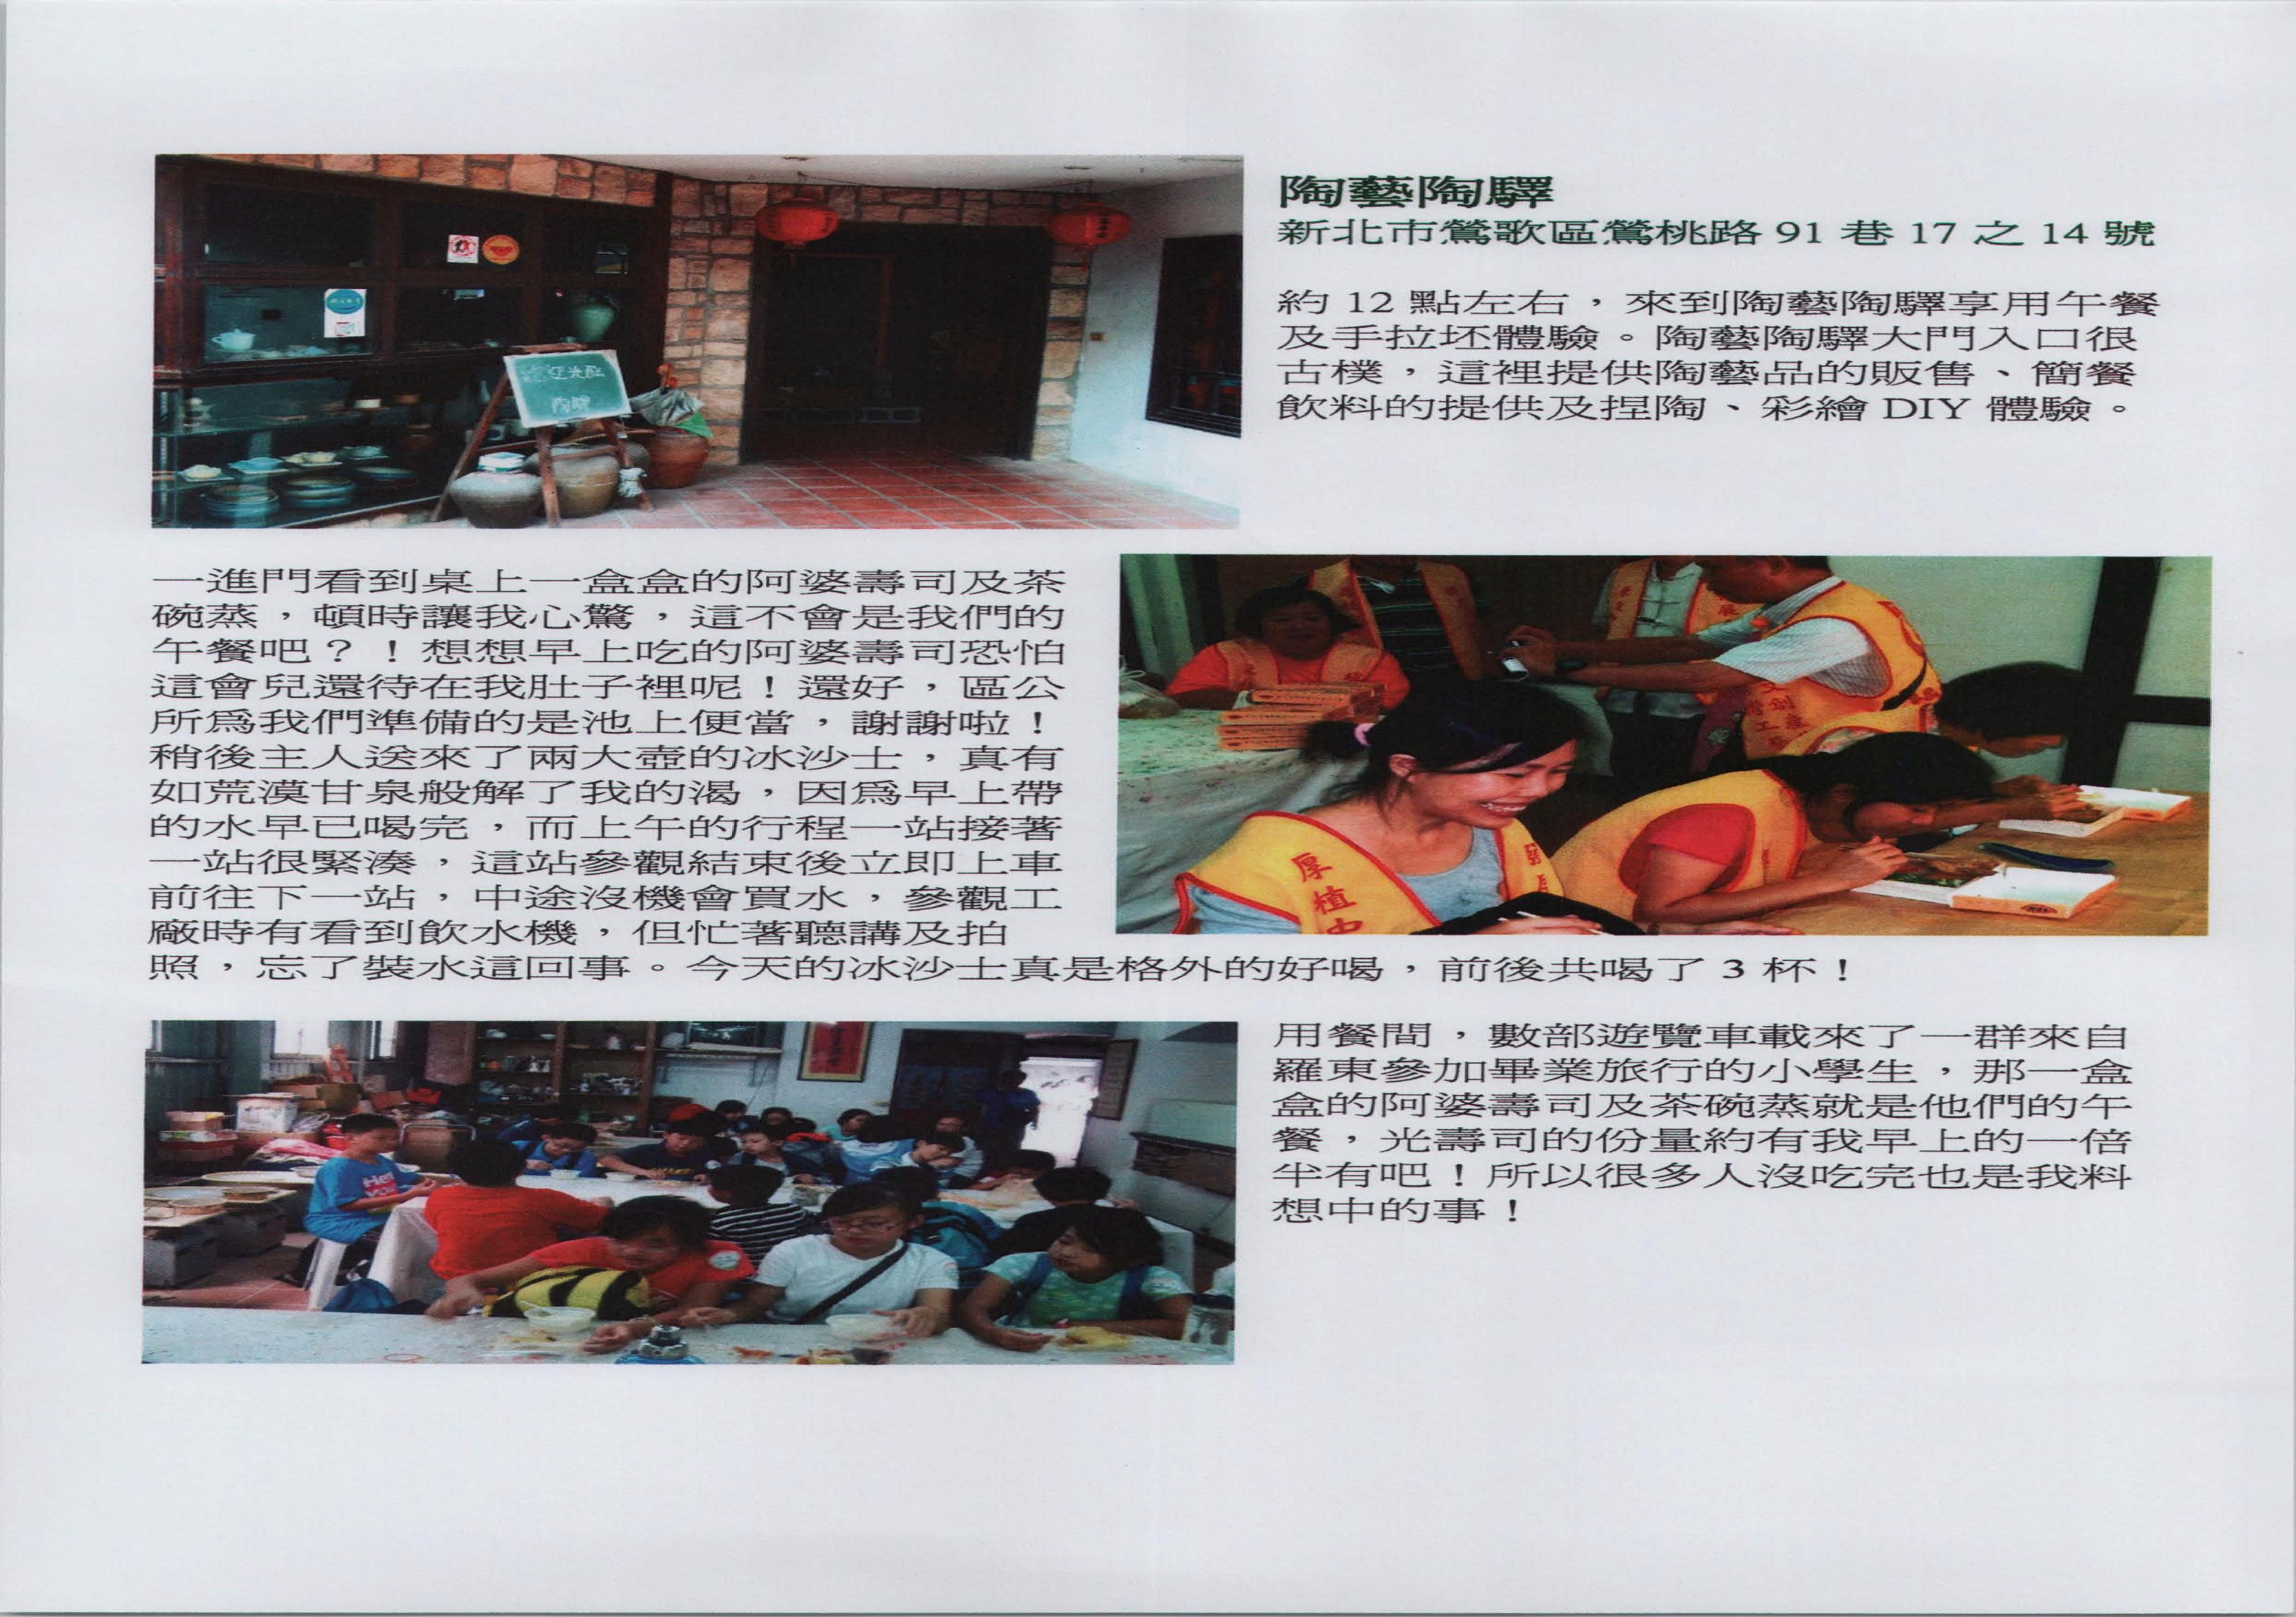 陶藝陶驛
新北市鶯歌區鶯桃路 91 巷 17 之 14 號
約 12 點左右，來到陶藝陶驛享用午餐
及手拉坯體驗。陶藝陶驛大門入口很
古樸，這裡提供陶藝品的販售、簡餐
飲料的提供及捏陶、彩繪 DIY 體驗。
一進門看到桌上一盒盒的阿婆壽司及茶
碗蒸，頓時讓我心驚，這不會是我們的
午餐吧？！想想早上吃的阿婆壽司恐怕
這會兒還待在我肚子裡呢！還好，區公
所為我們準備的是池上便當，謝謝啦！
稍後主人送來了兩大壺的冰沙士，真有
如荒漠甘泉般解了我的渴，因為早上帶
的水早已喝完，而上午的行程一站接著
一站很緊湊，這站參觀結束後立即上車
前往下一站，中途沒機會買水，參觀工
廠時有看到飲水機，但忙著聽講及拍
照，忘了裝水這回事。今天的冰沙士真是格外的好喝，前後共喝了 3 杯！
厚植
用餐間，數部遊覽車載來了一群來自
羅東參加畢業旅行的小學生，那一盒
盒的阿婆壽司及茶碗蒸就是他們的午
餐，光壽司的份量約有我早上的一倍
半有吧！所以很多人沒吃完也是我料
想中的事！